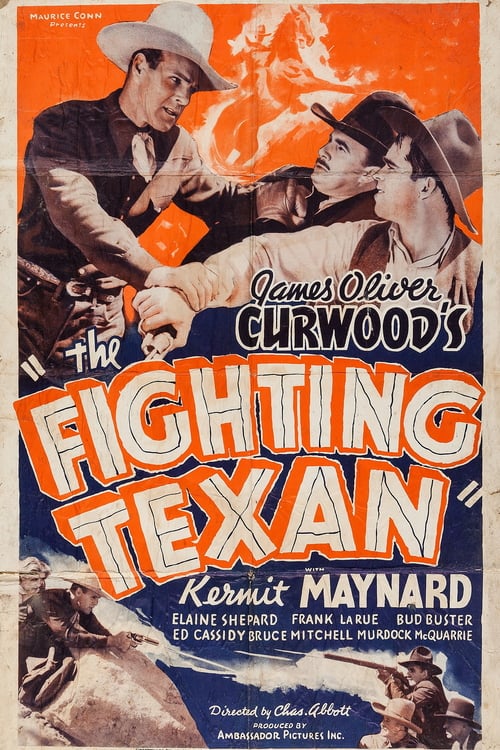 MAURICE CONN
Presents
James Oliver
CURWOOD'S
"the
FIGHTING
TEXAN"
WITH
Kermit MAYNARD
ELAINE SHEPARD FRANK LARUE BUD BUSTER
ED CASSIDY BRUCE MITCHELL MURDOCK McQUARRIE
Directed by Chas. Abbott
PRODUCED BY
AMBASSADOR PICTURES INC.